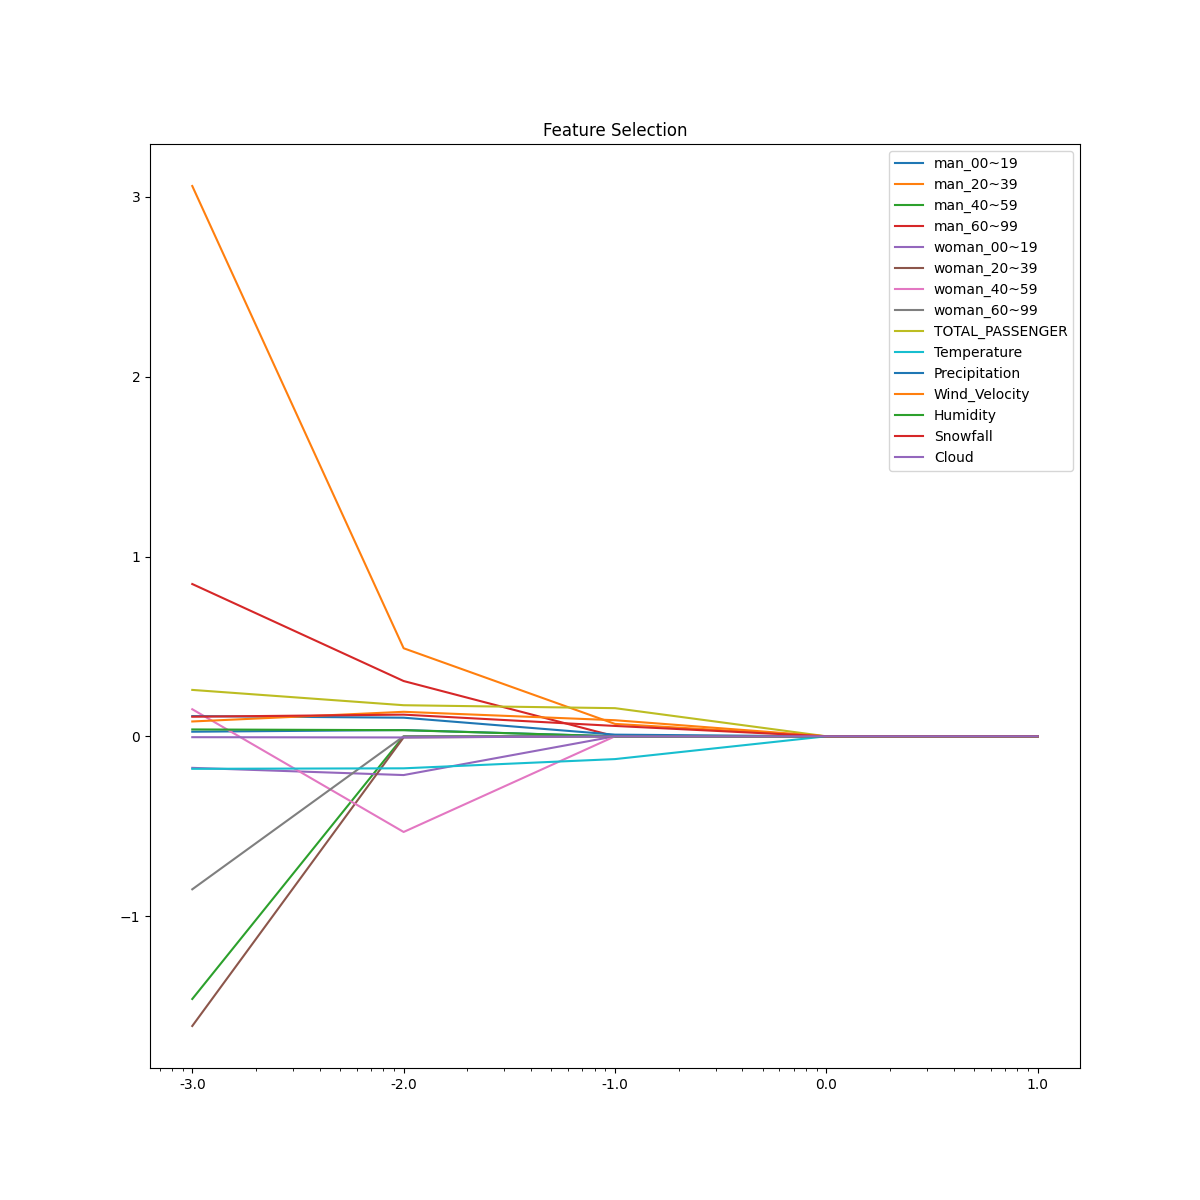 Feature Selection
3
2
1
0
−1
-3.0
-2.0
-1.0
0.0
1.0
man_00~19
man_20~39
man_40~59
man_60~99
woman_00~19
woman_20~39
woman_40~59
woman_60~99
TOTAL_PASSENGER
Temperature
Precipitation
Wind_Velocity
Humidity
Snowfall
Cloud